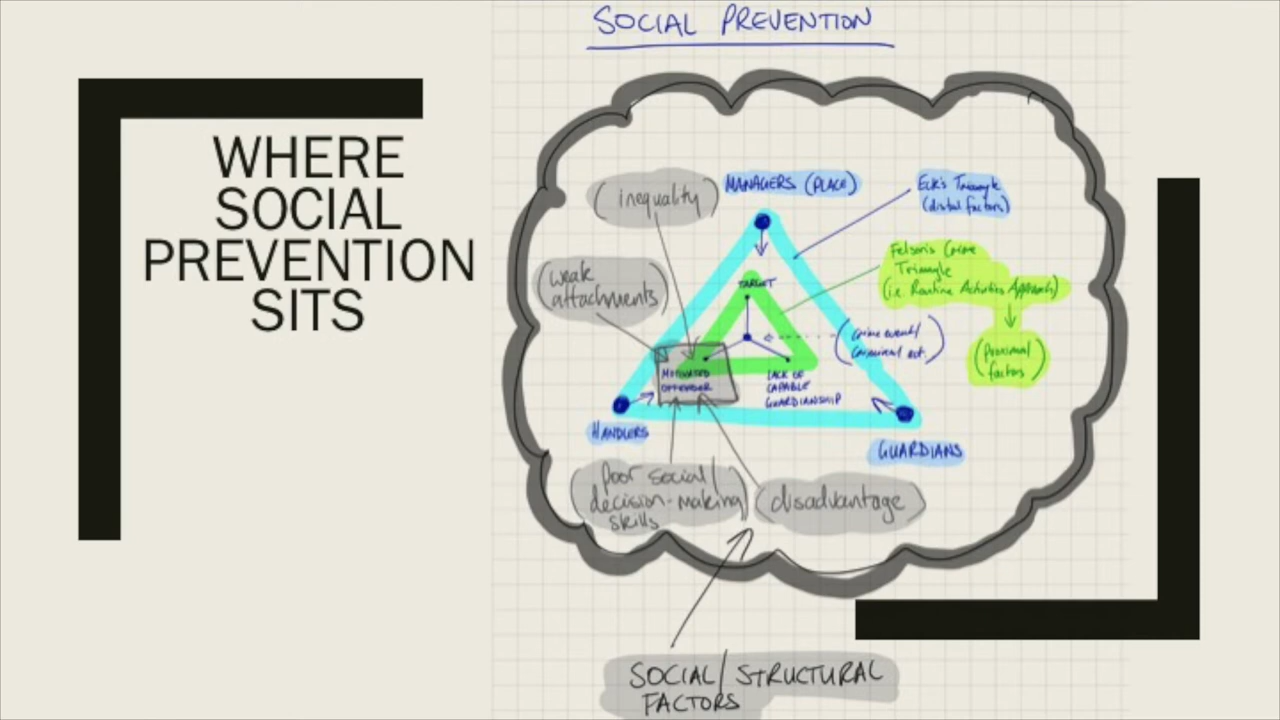 SOCIAL PREVENTION
WHERE
SOCIAL
PREVENTION
SITS
(inequality)
MANAGERS (PLACE)
Eck's Triangle
(distal factors)
(weak
attachments)
Felson's Crime
Triangle
(i.e. Routine Activities Approach)
TARGET
(Crime event/
Criminal act.)
(Proximal
factors)
MOTIVATED
OFFENDER
LACK OF
CAPABLE
GUARDIANSHIP
HANDLERS
GUARDIANS
(poor social/
decision-making
skills)
(disadvantage)
SOCIAL/STRUCTURAL
FACTORS